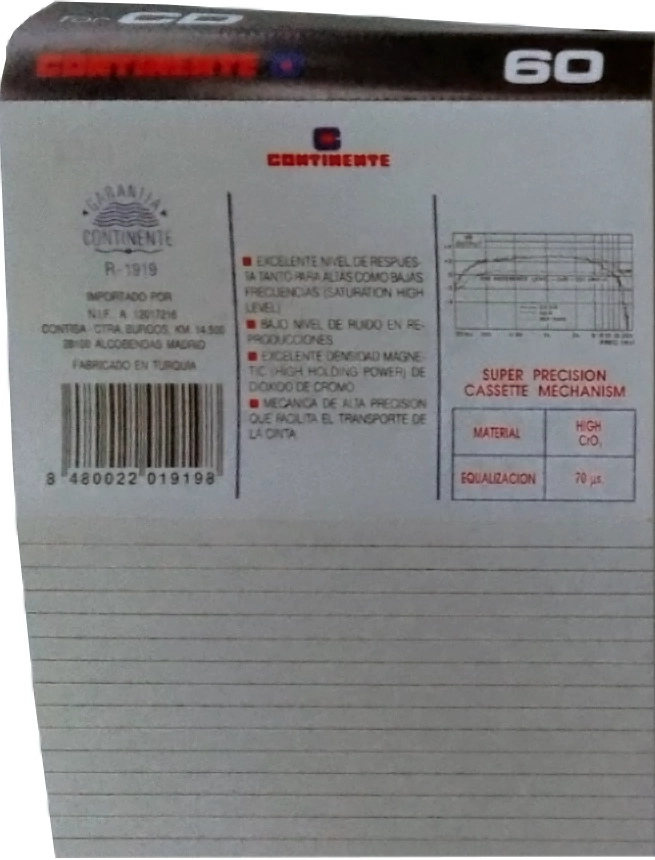 for CD
CONTINENTE
60
CONTINENTE
GARANTIA
CONTINENTE
R-1919
IMPORTADO POR
N.I.F. A
CONTISA - CTRA. BURGOS, KM 14,500
28100 ALCOBENDAS MADRID
FABRICADO EN TURQUIA
8 480022 019198
■ EXCELENTE NIVEL DE RESPUES-
TA TANTO PARA ALTAS COMO BAJAS
FRECUENCIAS (SATURATION HIGH
LEVEL)
■ BAJO NIVEL DE RUIDO EN RE-
PRODUCCIONES
■ EXCELENTE DENSIDAD MAGNE-
TIC (HIGH HOLDING POWER) DE
DIOXIDO DE CROMO
■ MECANICA DE ALTA PRECISION
QUE FACILITA EL TRANSPORTE DE
LA CINTA
SUPER PRECISION
CASSETTE MECHANISM
MATERIAL
HIGH
CrO₂
EQUALIZACION
70 µs.